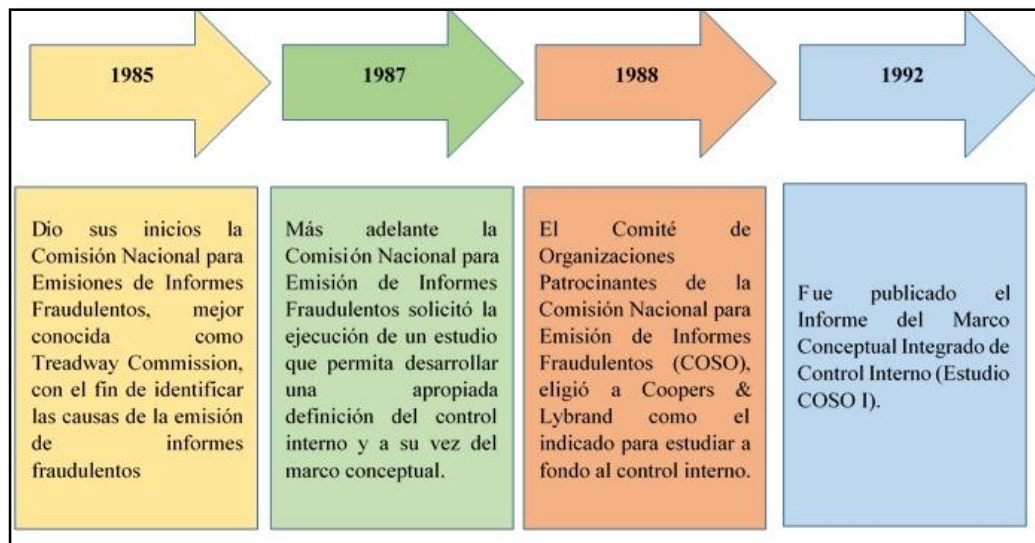 1985
1987
1988
1992
Dio sus inicios la
Comisión Nacional para
Emisiones de Informes
Fraudulentos, mejor
conocida como
Treadway Commission,
con el fin de identificar
las causas de la emisión
de informes
fraudulentos
Más adelante la
Comisión Nacional para
Emisión de Informes
Fraudulentos solicitó la
ejecución de un estudio
que permita desarrollar
una apropiada
definición del control
interno y a su vez del
marco conceptual.
El Comité de
Organizaciones
Patrocinantes de la
Comisión Nacional para
Emisión de Informes
Fraudulentos (COSO),
eligió a Coopers &
Lybrand como el
indicado para estudiar a
fondo al control interno.
Fue publicado el
Informe del Marco
Conceptual Integrado de
Control Interno (Estudio
COSO I).